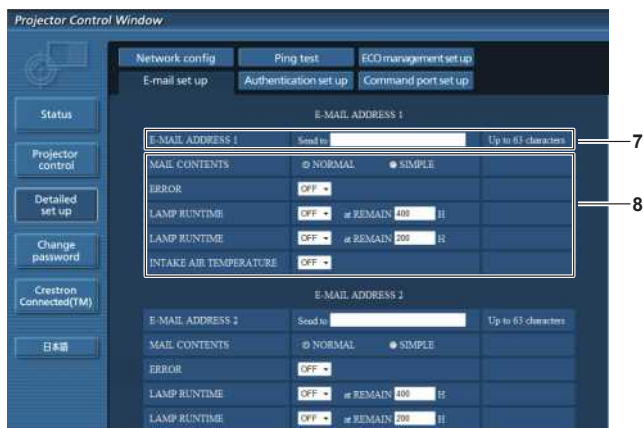 Projector Control Window
Network config Ping test ECO management set up
E-mail set up Authentication set up Command port set up
Status
Projector control
Detailed set up
Change password
Crestron Connected(TM)
日本語
E-MAIL ADDRESS 1
E-MAIL ADDRESS 1 Send to Up to 63 characters 7
MAIL CONTENTS NORMAL SIMPLE
ERROR OFF
8
LAMP RUNTIME OFF at REMAIN 400 H
LAMP RUNTIME OFF at REMAIN 200 H
INTAKE AIR TEMPERATURE OFF
E-MAIL ADDRESS 2
E-MAIL ADDRESS 2 Send to Up to 63 characters
MAIL CONTENTS NORMAL SIMPLE
ERROR OFF
LAMP RUNTIME OFF at REMAIN 400 H
LAMP RUNTIME OFF at REMAIN 200 H